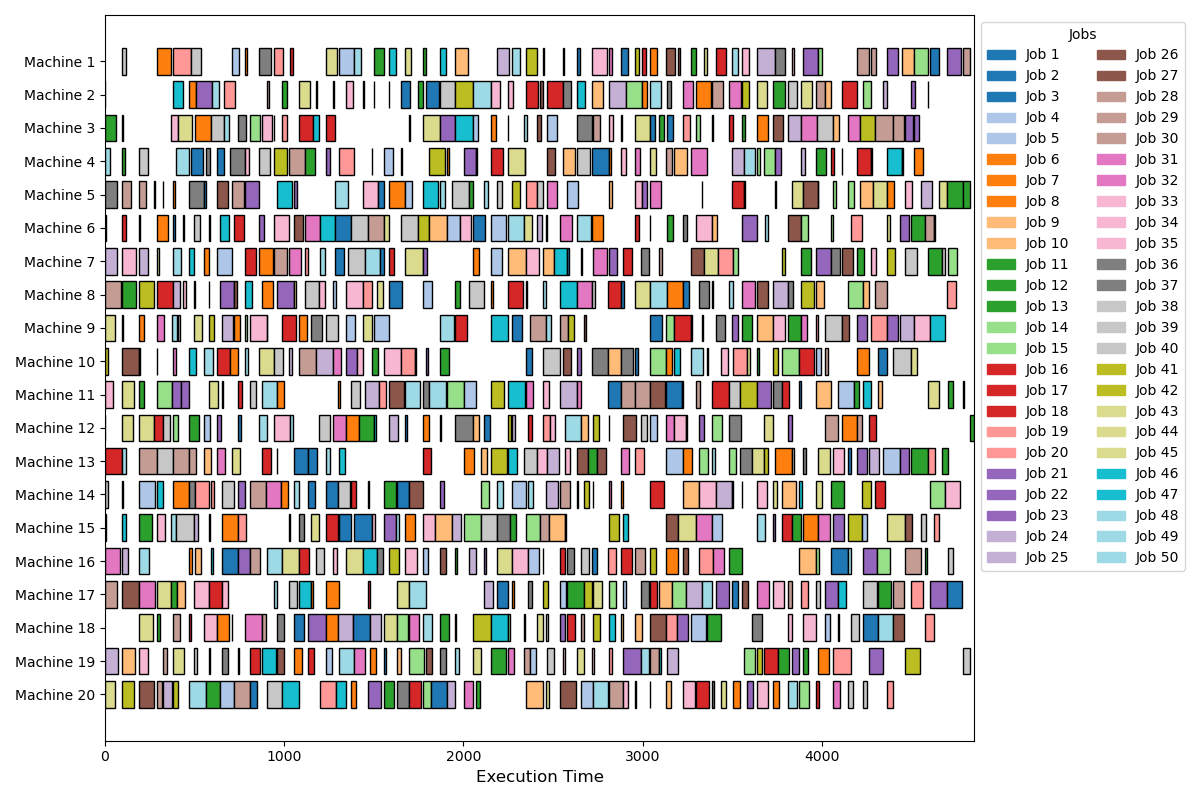 Machine 1
Machine 2
Machine 3
Machine 4
Machine 5
Machine 6
Machine 7
Machine 8
Machine 9
Machine 10
Machine 11
Machine 12
Machine 13
Machine 14
Machine 15
Machine 16
Machine 17
Machine 18
Machine 19
Machine 20
0 1000 2000 3000 4000
Execution Time
Jobs
Job 1 Job 26
Job 2 Job 27
Job 3 Job 28
Job 4 Job 29
Job 5 Job 30
Job 6 Job 31
Job 7 Job 32
Job 8 Job 33
Job 9 Job 34
Job 10 Job 35
Job 11 Job 36
Job 12 Job 37
Job 13 Job 38
Job 14 Job 39
Job 15 Job 40
Job 16 Job 41
Job 17 Job 42
Job 18 Job 43
Job 19 Job 44
Job 20 Job 45
Job 21 Job 46
Job 22 Job 47
Job 23 Job 48
Job 24 Job 49
Job 25 Job 50